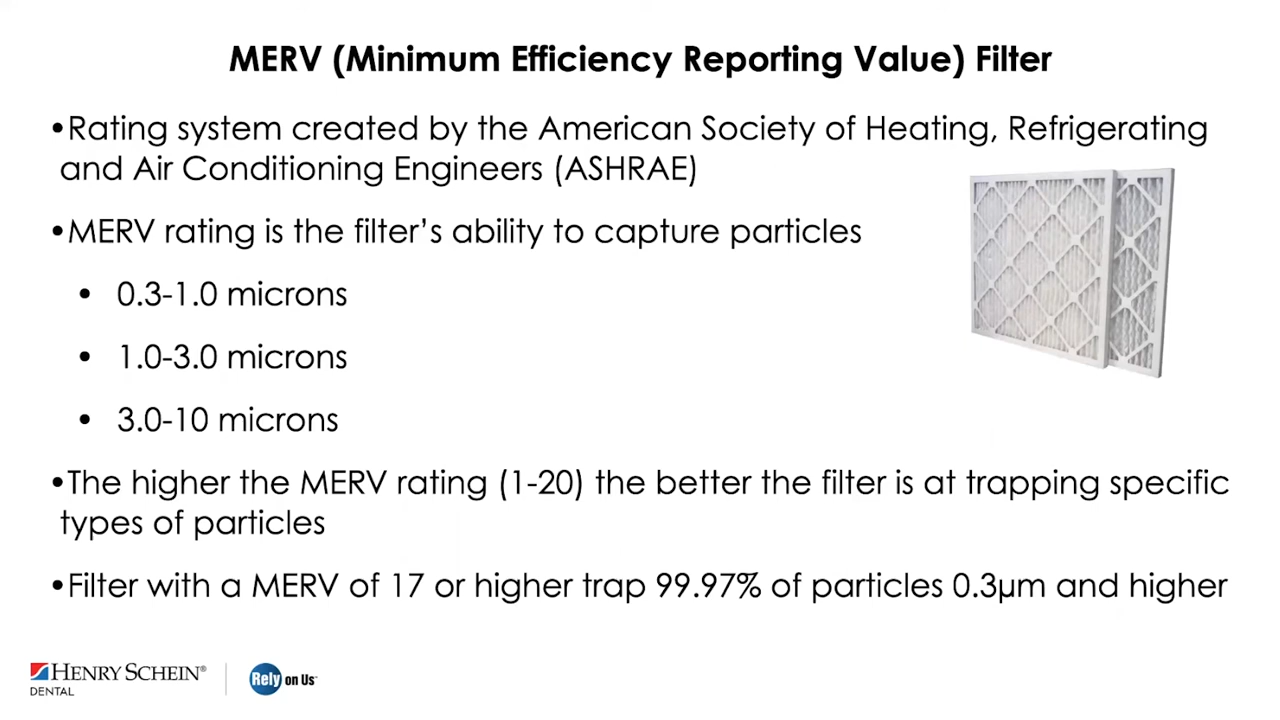 MERV (Minimum Efficiency Reporting Value) Filter
•Rating system created by the American Society of Heating, Refrigerating
and Air Conditioning Engineers (ASHRAE)
•MERV rating is the filter’s ability to capture particles
• 0.3-1.0 microns
• 1.0-3.0 microns
• 3.0-10 microns
•The higher the MERV rating (1-20) the better the filter is at trapping specific
types of particles
•Filter with a MERV of 17 or higher trap 99.97% of particles 0.3µm and higher
HENRY SCHEIN®
DENTAL
Rely on Us™